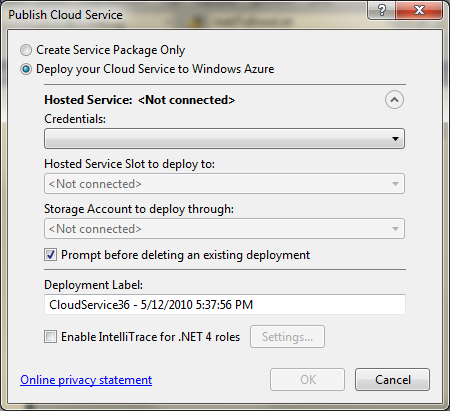 Publish Cloud Service
Create Service Package Only
Deploy your Cloud Service to Windows Azure
Hosted Service: <Not connected>
Credentials:
Hosted Service Slot to deploy to:
<Not connected>
Storage Account to deploy through:
<Not connected>
Prompt before deleting an existing deployment
Deployment Label:
CloudService36 - 5/12/2010 5:37:56 PM
Enable IntelliTrace for .NET 4 roles
Settings...
Online privacy statement
OK
Cancel